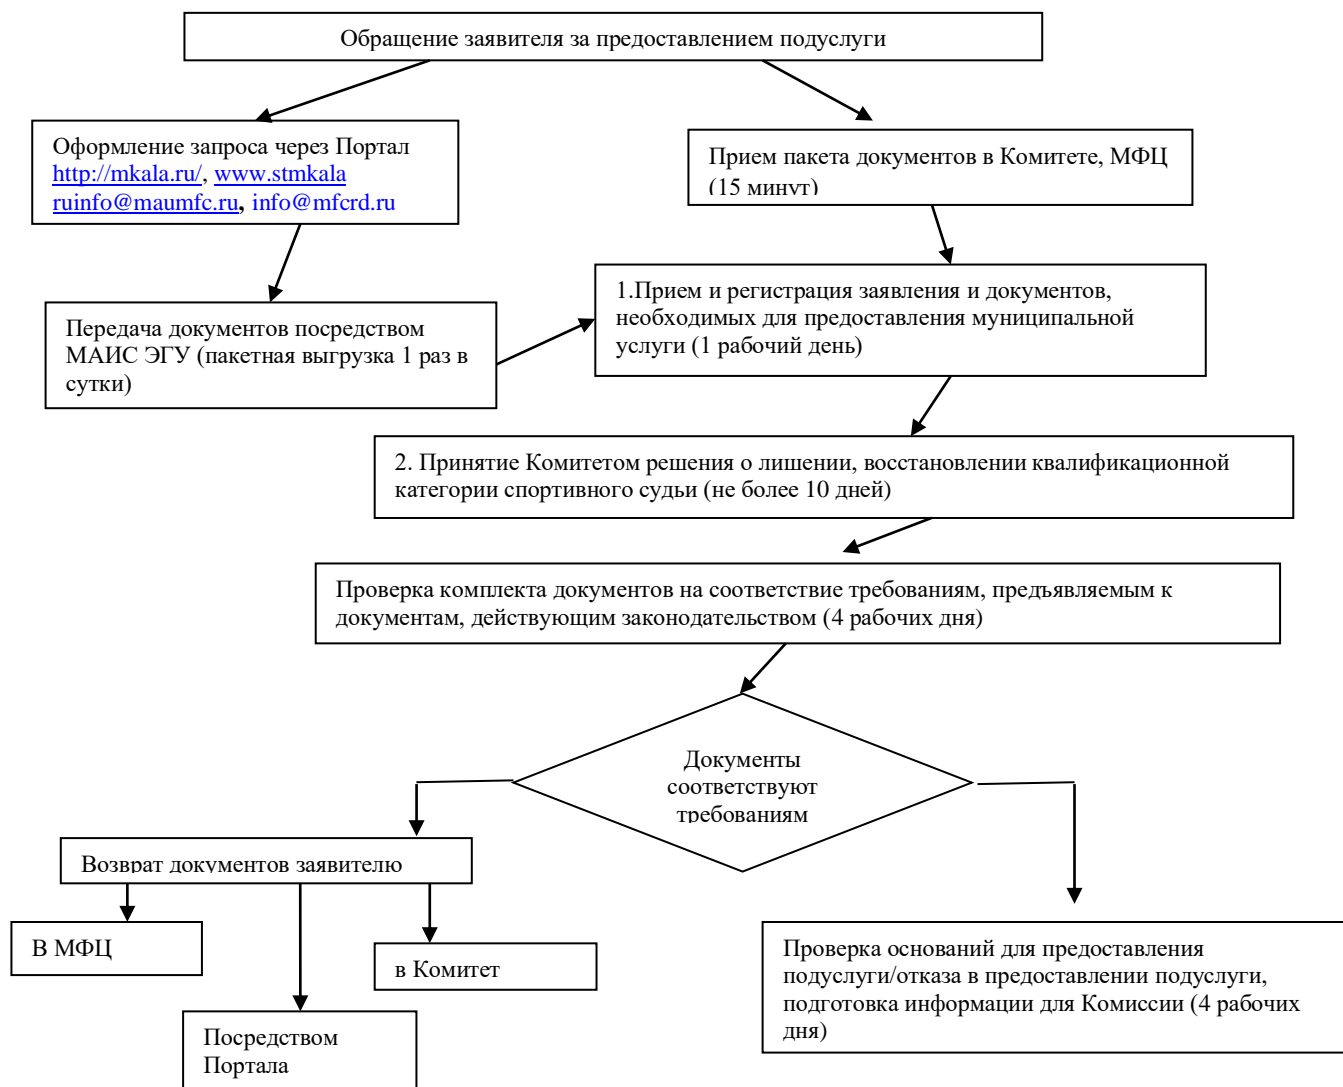 Обращение заявителя за предоставлением подуслуги
Оформление запроса через Портал
http://mkala.ru/, www.stmkala
ruinfo@maumfc.ru, info@mfcrd.ru
Прием пакета документов в Комитете, МФЦ
(15 минут)
Передача документов посредством
МАИС ЭГУ (пакетная выгрузка 1 раз в
сутки)
1.Прием и регистрация заявления и документов,
необходимых для предоставления муниципальной
услуги (1 рабочий день)
2. Принятие Комитетом решения о лишении, восстановлении квалификационной
категории спортивного судьи (не более 10 дней)
Проверка комплекта документов на соответствие требованиям, предъявляемым к
документам, действующим законодательством (4 рабочих дня)
Документы
соответствуют
требованиям
Возврат документов заявителю
В МФЦ
в Комитет
Посредством
Портала
Проверка оснований для предоставления
подуслуги/отказа в предоставлении подуслуги,
подготовка информации для Комиссии (4 рабочих
дня)